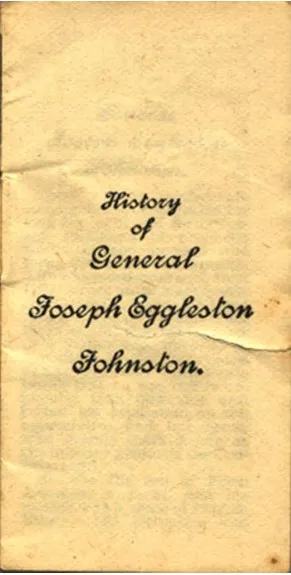 History
of
General
Joseph Eggleston
Johnston.